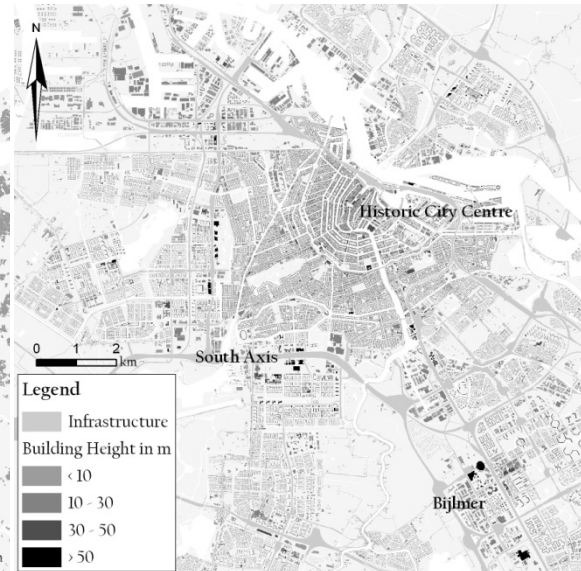 N
Historic City Centre
South Axis
0 1 2
km
Legend
Infrastructure
Building Height in m
< 10
10 - 30
30 - 50
> 50
Bijlmer